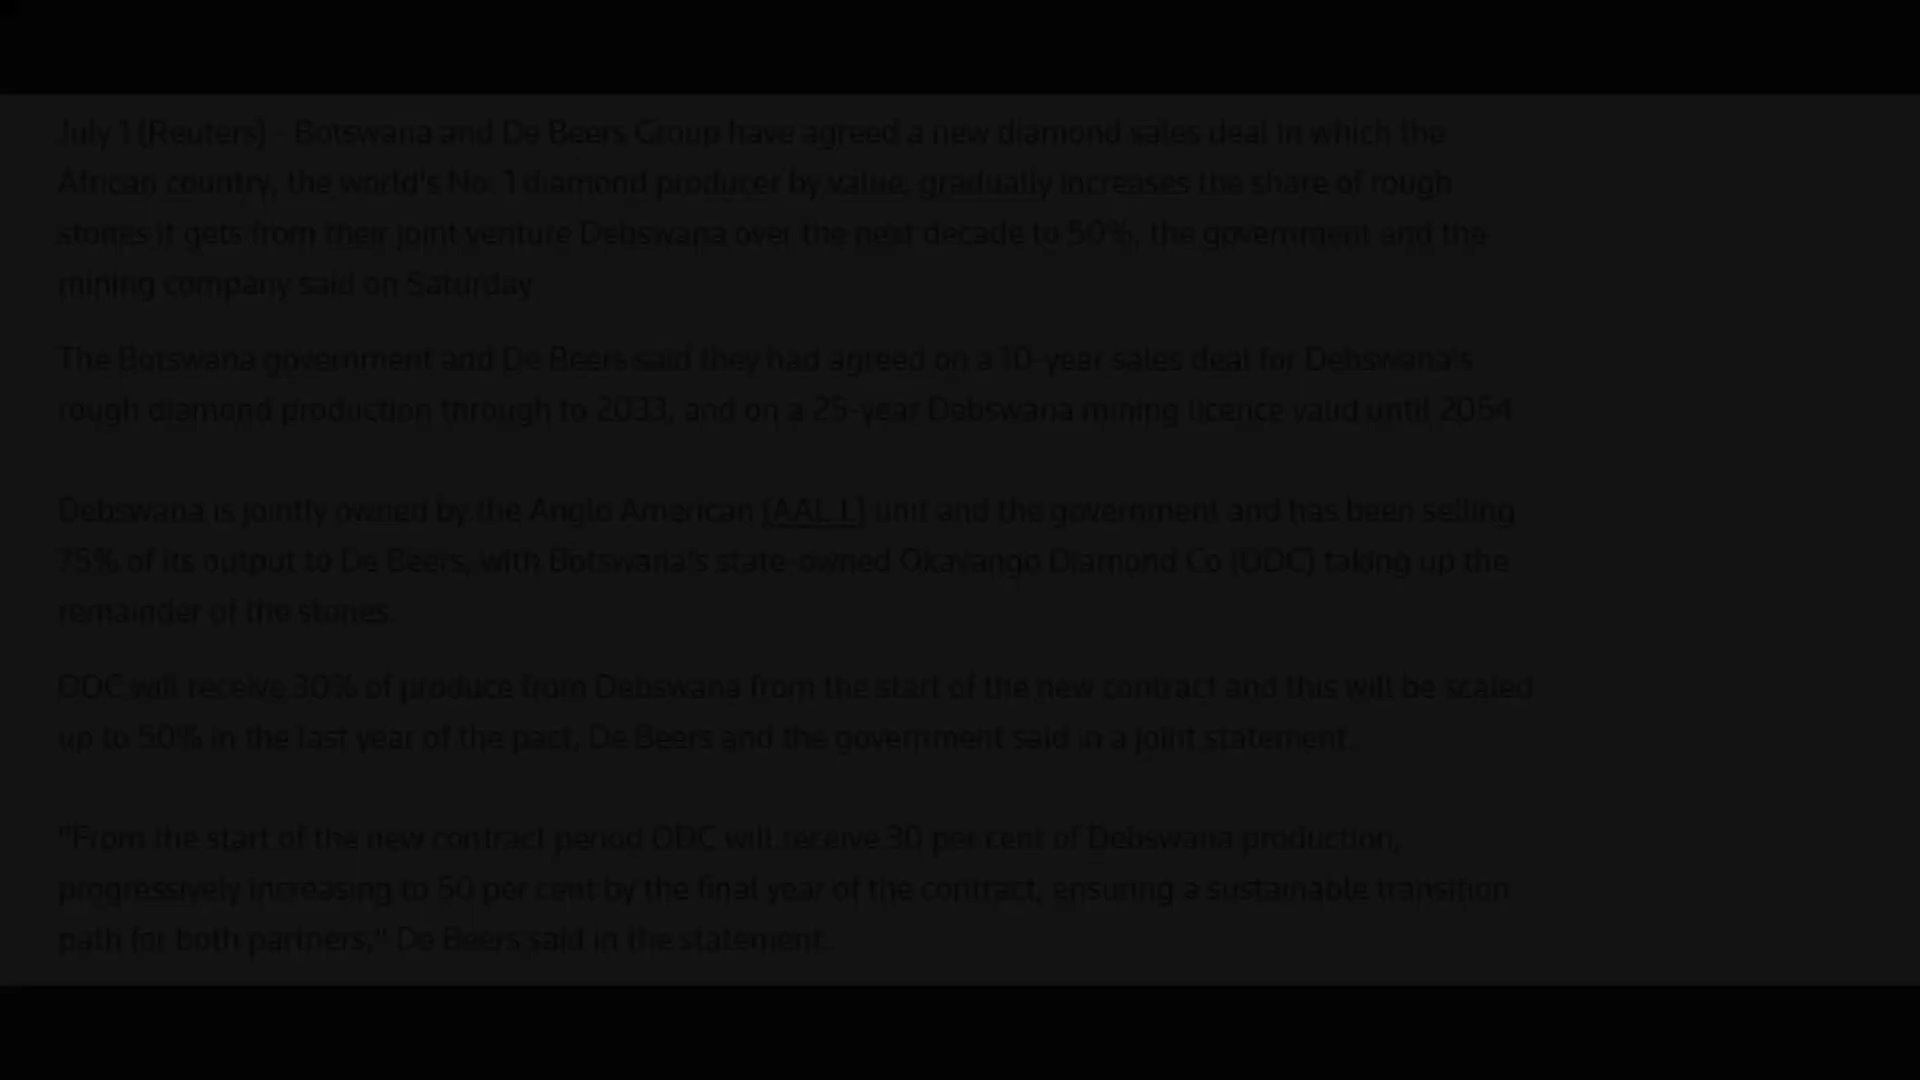 July 1 (Reuters) - Botswana and De Beers Group have agreed a new diamond sales deal in which the
African country, the world's No. 1 diamond producer by value, gradually increases the share of rough
stones it gets from their joint venture Debswana over the next decade to 50%, the government and the
mining company said on Saturday.
The Botswana government and De Beers said they had agreed on a 10-year sales deal for Debswana's
rough diamond production through to 2033, and on a 25-year Debswana mining licence valid until 2054.
Debswana is jointly owned by the Anglo American (AAL.L) unit and the government and has been selling
75% of its output to De Beers, with Botswana's state-owned Okavango Diamond Co (ODC) taking up the
remainder of the stones.
ODC will receive 30% of produce from Debswana from the start of the new contract and this will be scaled
up to 50% in the last year of the pact, De Beers and the government said in a joint statement.
"From the start of the new contract period ODC will receive 30 per cent of Debswana production,
progressively increasing to 50 per cent by the final year of the contract, ensuring a sustainable transition
path for both partners," De Beers said in the statement.